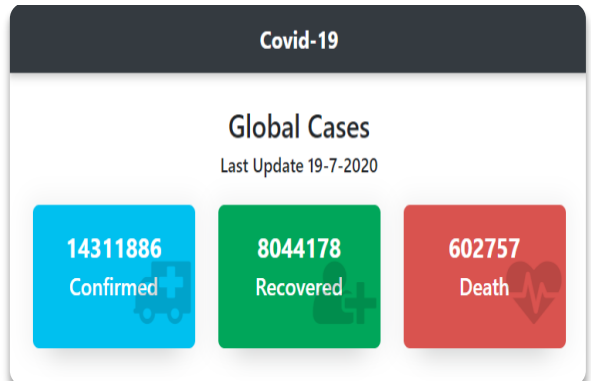 Covid-19
Global Cases
Last Update 19-7-2020
14311886
Confirmed
8044178
Recovered
602757
Death